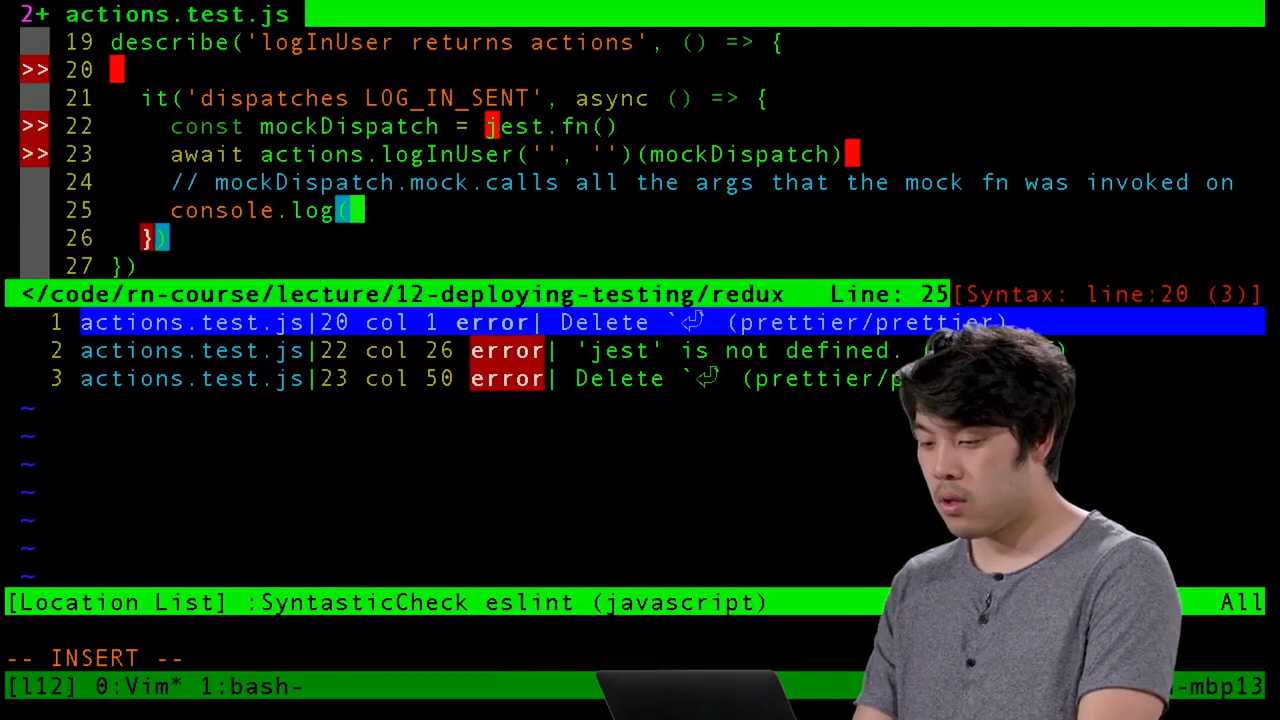 2+ actions.test.js
19 describe('logInUser returns actions', () => {
>> 20
21 it('dispatches LOG_IN_SENT', async () => {
>> 22 const mockDispatch = jest.fn()
>> 23 await actions.logInUser('', '')(mockDispatch)
24 // mockDispatch.mock.calls all the args that the mock fn was invoked on
25 console.log(
26 })
27 })
</code/rn-course/lecture/12-deploying-testing/redux Line: 25[Syntax: line:20 (3)]
1 actions.test.js|20 col 1 error| Delete `⏎ (prettier/prettier)
2 actions.test.js|22 col 26 error| 'jest' is not defined.
3 actions.test.js|23 col 50 error| Delete `⏎
~
~
~
~
~
~
~
[Location List] :SyntasticCheck eslint (javascript) All
-- INSERT --
[l12] 0:Vim* 1:bash- -mbp13